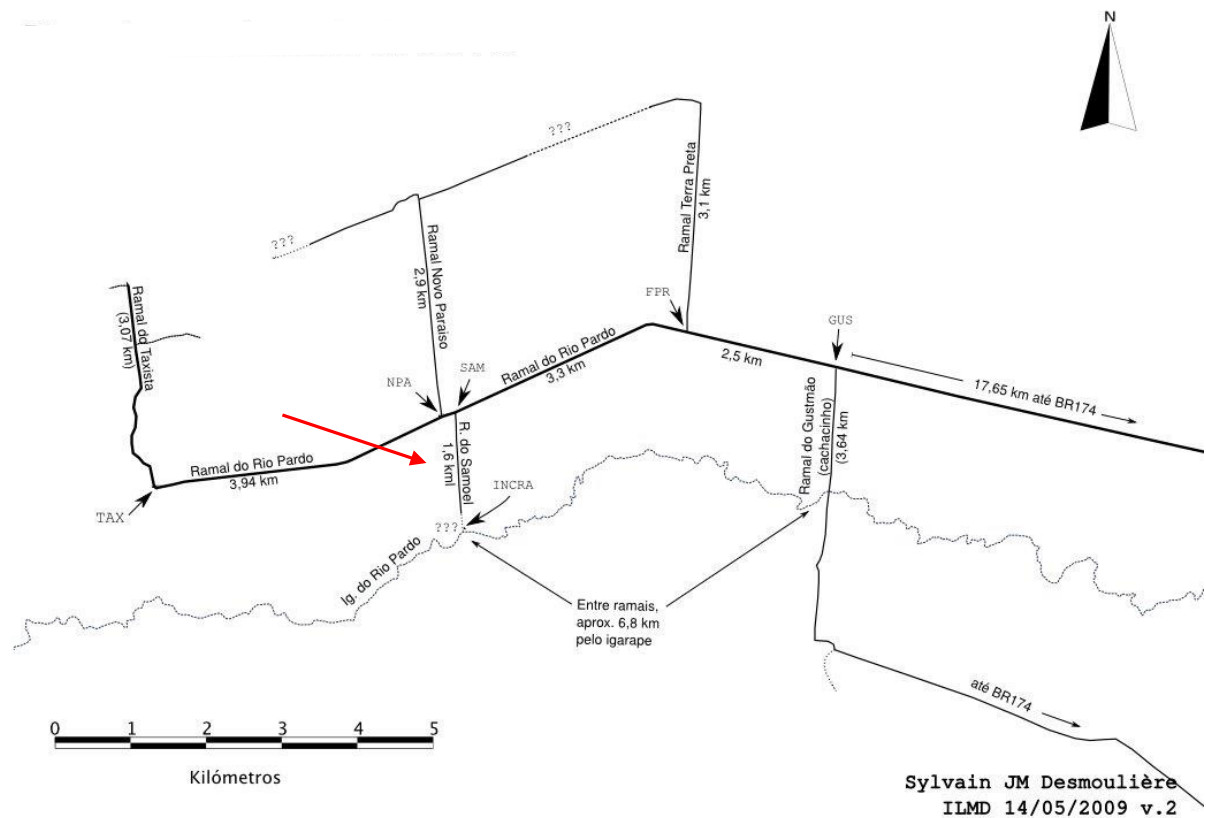 N
???
???
Ramal Terra Preta
3,1 km
Ramal Novo Paraiso
2,9 km
Ramal do Taxista
(3,07 km)
FPR
GUS
Ramal do Rio Pardo
3,3 km
2,5 km
17,65 km até BR174
NPA
SAM
R. do Samoel
1,6 kml
Ramal do Gustmão
(cachacinho)
(3,64 km)
Ramal do Rio Pardo
3,94 km
TAX
INCRA
???
Ig. do Rio Pardo
Entre ramais,
aprox. 6,8 km
pelo igarape
até BR174
0 1 2 3 4 5
Kilómetros
Sylvain JM Desmoulière
ILMD 14/05/2009 v.2